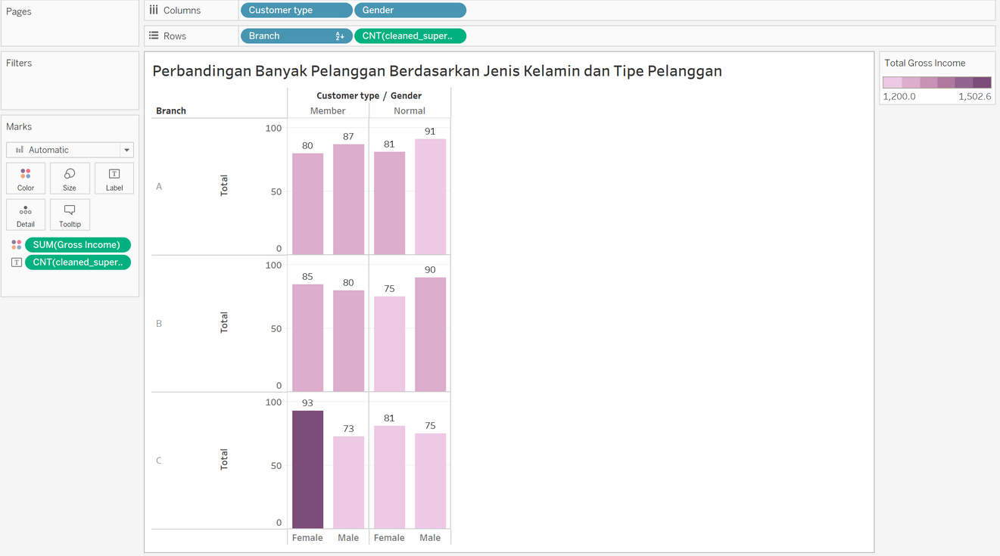 Pages
Columns
Customer type
Gender
Rows
Branch
CNT(cleaned_super..
Filters
Marks
Automatic
Color
Size
Label
Detail
Tooltip
SUM(Gross Income)
CNT(cleaned_super..
Perbandingan Banyak Pelanggan Berdasarkan Jenis Kelamin dan Tipe Pelanggan
Customer type / Gender
Branch
Member
Normal
A
Total
100
50
0
80
87
81
91
B
Total
100
50
0
85
80
75
90
C
Total
100
50
0
93
73
81
75
Female
Male
Female
Male
Total Gross Income
1,200.0
1,502.6